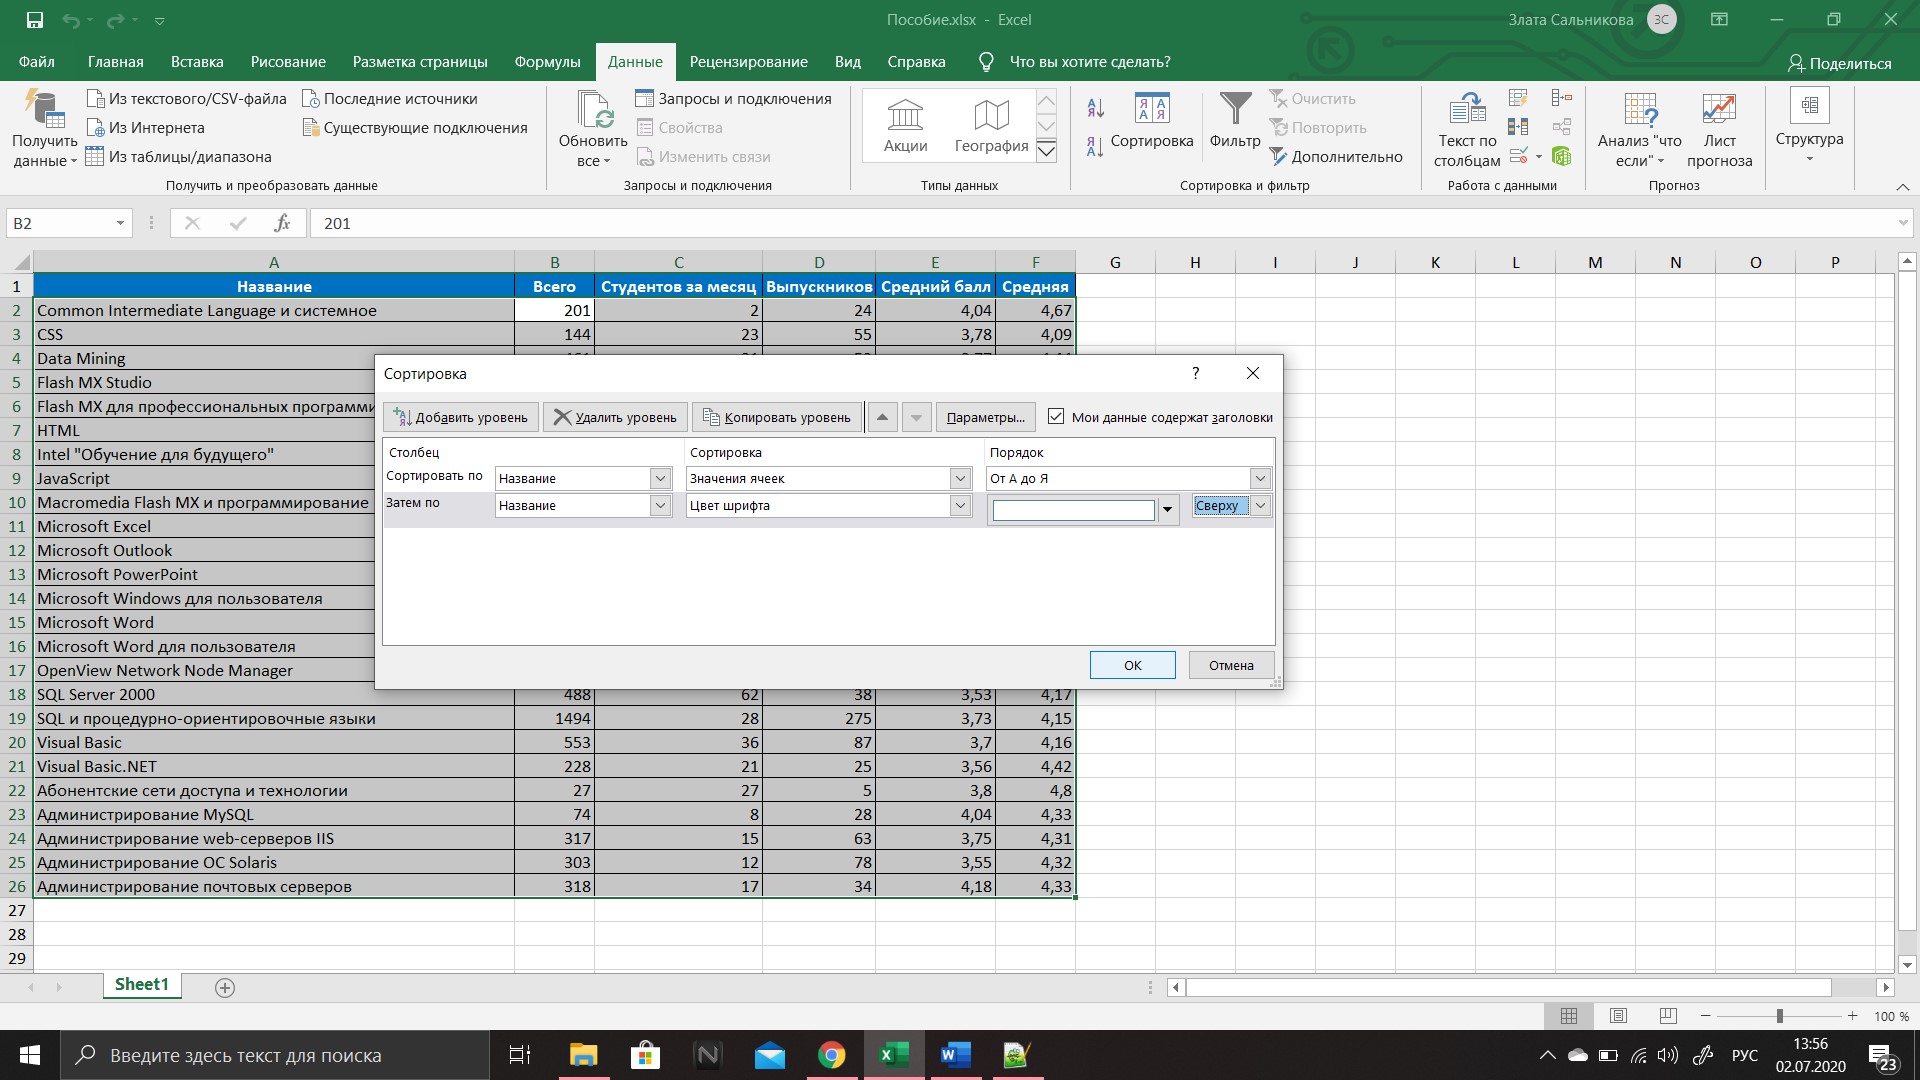 Пособие.xlsx - Excel
Злата Сальникова ЗС
Файл Главная Вставка Рисование Разметка страницы Формулы Данные Рецензирование Вид Справка Что вы хотите сделать? Поделиться
Получить данные
Из текстового/CSV-файла
Из Интернета
Из таблицы/диапазона
Последние источники
Существующие подключения
Получить и преобразовать данные
Обновить все
Запросы и подключения
Свойства
Изменить связи
Запросы и подключения
Акции
География
Типы данных
Сортировка
Фильтр
Очистить
Повторить
Дополнительно
Сортировка и фильтр
Текст по столбцам
Работа с данными
Анализ "что если"
Лист прогноза
Прогноз
Структура
B2 fx 201
A B C D E F G H I J K L M N O P
1 Название Всего Студентов за месяц Выпускников Средний балл Средняя
2 Common Intermediate Language и системное 201 2 24 4,04 4,67
3 CSS 144 23 55 3,78 4,09
4 Data Mining
5 Flash MX Studio
6 Flash MX для профессиональных программи
7 HTML
8 Intel "Обучение для будущего"
9 JavaScript
10 Macromedia Flash MX и программирование
11 Microsoft Excel
12 Microsoft Outlook
13 Microsoft PowerPoint
14 Microsoft Windows для пользователя
15 Microsoft Word
16 Microsoft Word для пользователя
17 OpenView Network Node Manager
18 SQL Server 2000 488 62 38 3,53 4,17
19 SQL и процедурно-ориентировочные языки 1494 28 275 3,73 4,15
20 Visual Basic 553 36 87 3,7 4,16
21 Visual Basic.NET 228 21 25 3,56 4,42
22 Абонентские сети доступа и технологии 27 27 5 3,8 4,8
23 Администрирование MySQL 74 8 28 4,04 4,33
24 Администрирование web-серверов IIS 317 15 63 3,75 4,31
25 Администрирование ОС Solaris 303 12 78 3,55 4,32
26 Администрирование почтовых серверов 318 17 34 4,18 4,33
27
28
29
Сортировка ?
Добавить уровень Удалить уровень Копировать уровень Параметры... Мои данные содержат заголовки
Столбец Сортировка Порядок
Сортировать по Название Значения ячеек От А до Я
Затем по Название Цвет шрифта Сверху
ОК Отмена
Sheet1
100 %
Введите здесь текст для поиска
РУС
13:56
02.07.2020
23